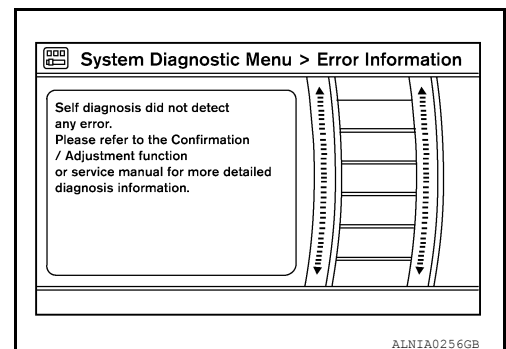 System Diagnostic Menu > Error Information
Self diagnosis did not detect
any error.
Please refer to the Confirmation
/ Adjustment function
or service manual for more detailed
diagnosis information.
ALNIA0256GB